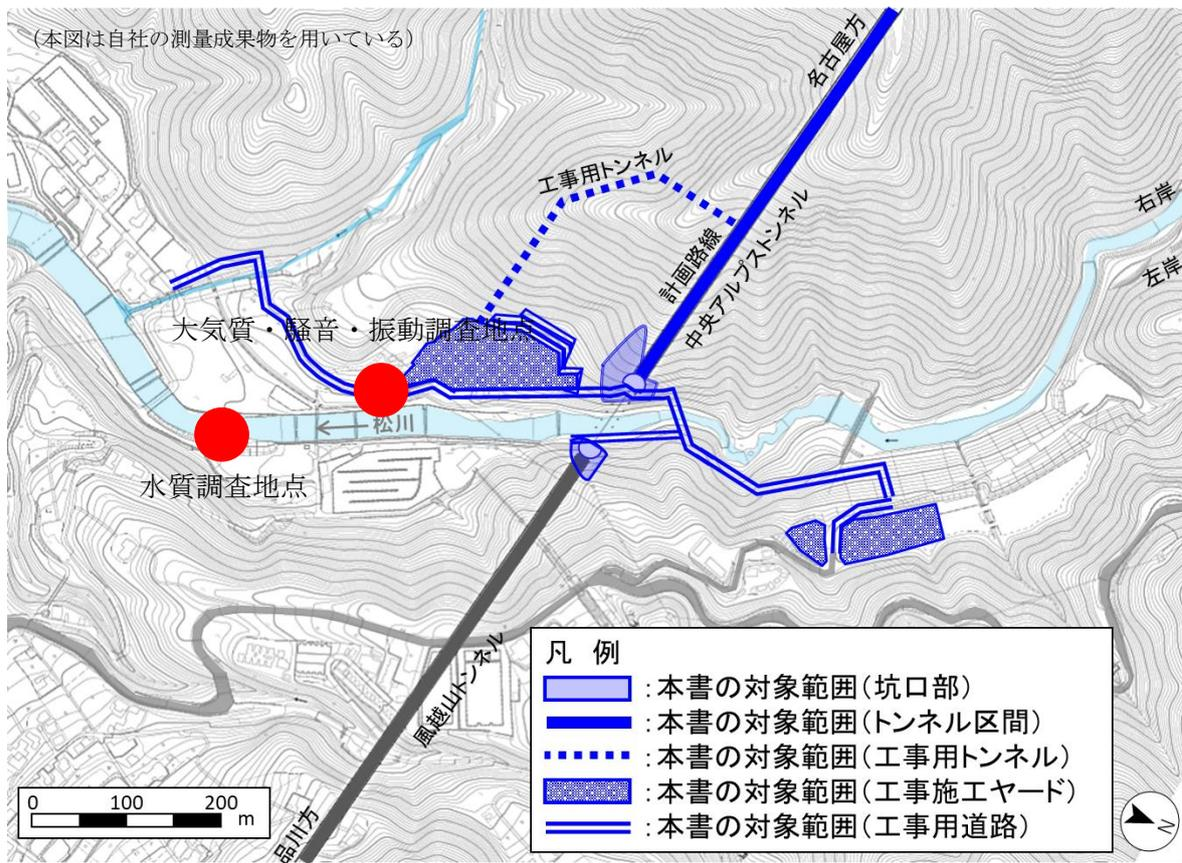 (本図は自社の測量成果物を用いている)
名古屋方
工事用トンネル
計画路線
中央アルプストンネル
右岸
左岸
大気質・騒音・振動調査地点
松川
水質調査地点
風越山トンネル
品川方
凡 例
:本書の対象範囲(坑口部)
:本書の対象範囲(トンネル区間)
:本書の対象範囲(工事用トンネル)
:本書の対象範囲(工事施工ヤード)
:本書の対象範囲(工事用道路)
0 100 200 m
N